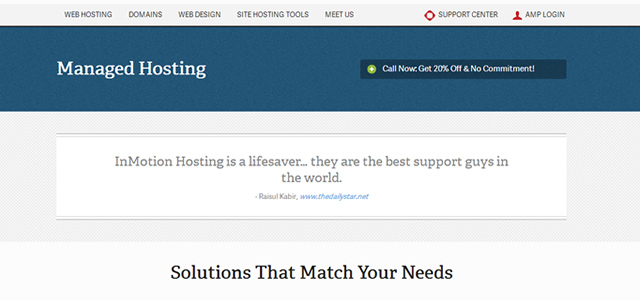 WEB HOSTING DOMAINS WEB DESIGN SITE HOSTING TOOLS MEET US SUPPORT CENTER AMP LOGIN
Managed Hosting
Call Now: Get 20% Off & No Commitment!
InMotion Hosting is a lifesaver... they are the best support guys in
the world.
- Raisul Kabir, www.thedailystar.net
Solutions That Match Your Needs